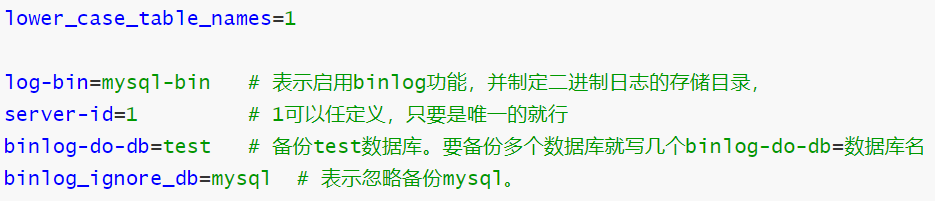 lower_case_table_names=1
log-bin=mysql-bin   # 表示启用binlog功能，并制定二进制日志的存储目录，
server-id=1         # 1可以任定义，只要是唯一的就行
binlog-do-db=test   # 备份test数据库。要备份多个数据库就写几个binlog-do-db=数据库名
binlog_ignore_db=mysql  # 表示忽略备份mysql。